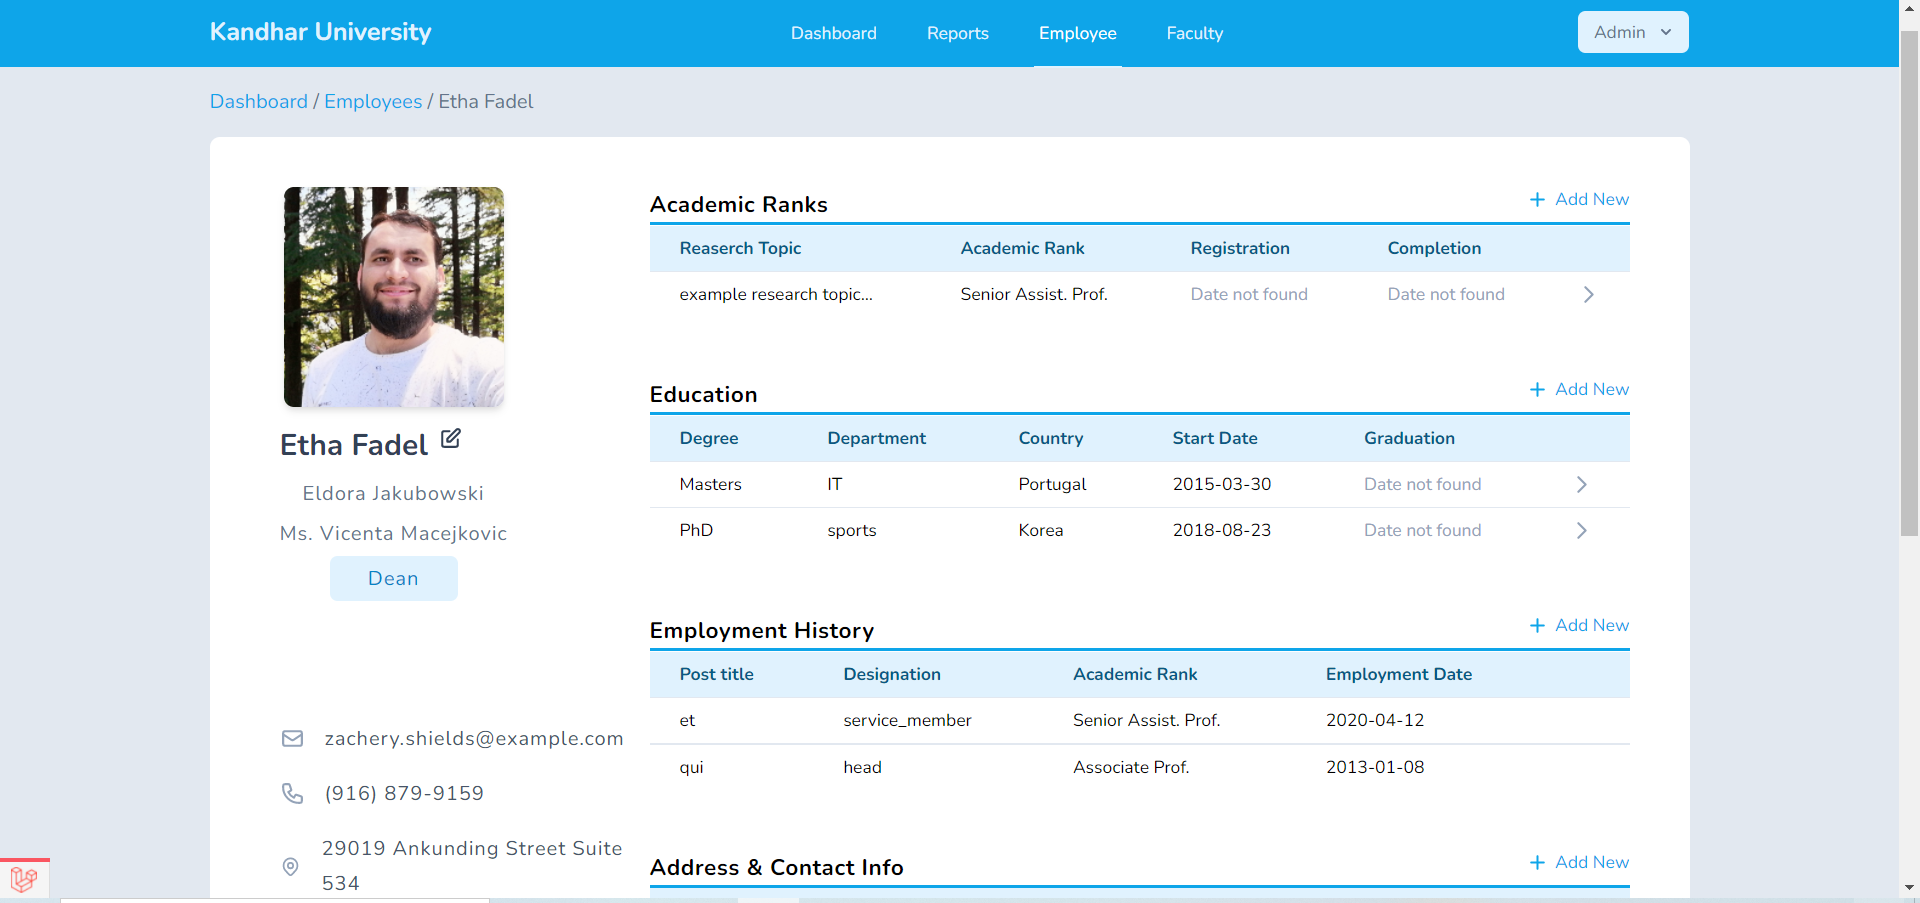 Kandhar University
Dashboard Reports Employee Faculty
Admin
Dashboard / Employees / Etha Fadel
Etha Fadel
Eldora Jakubowski
Ms. Vicenta Macejkovic
Dean
zachery.shields@example.com
(916) 879-9159
29019 Ankunding Street Suite
534
Academic Ranks
Add New
Reaserch Topic Academic Rank Registration Completion
example research topic... Senior Assist. Prof. Date not found Date not found
Education
Add New
Degree Department Country Start Date Graduation
Masters IT Portugal 2015-03-30 Date not found
PhD sports Korea 2018-08-23 Date not found
Employment History
Add New
Post title Designation Academic Rank Employment Date
et service_member Senior Assist. Prof. 2020-04-12
qui head Associate Prof. 2013-01-08
Address & Contact Info
Add New